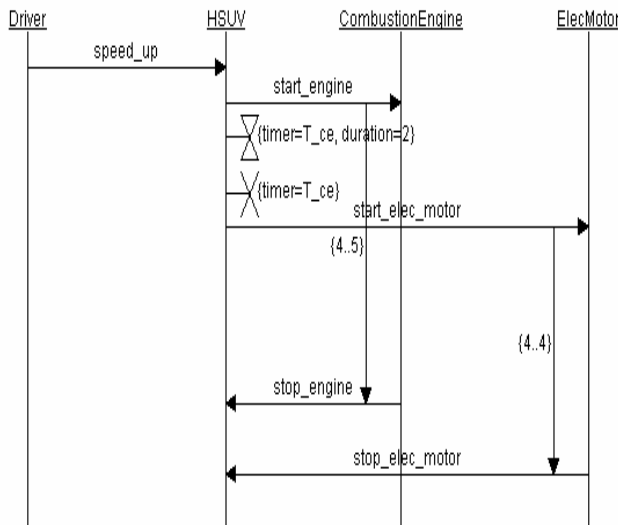 Driver HSUV CombustionEngine ElecMotor
speed_up
start_engine
{timer=T_ce, duration=2}
{timer=T_ce}
start_elec_motor
{4..5}
{4..4}
stop_engine
stop_elec_motor